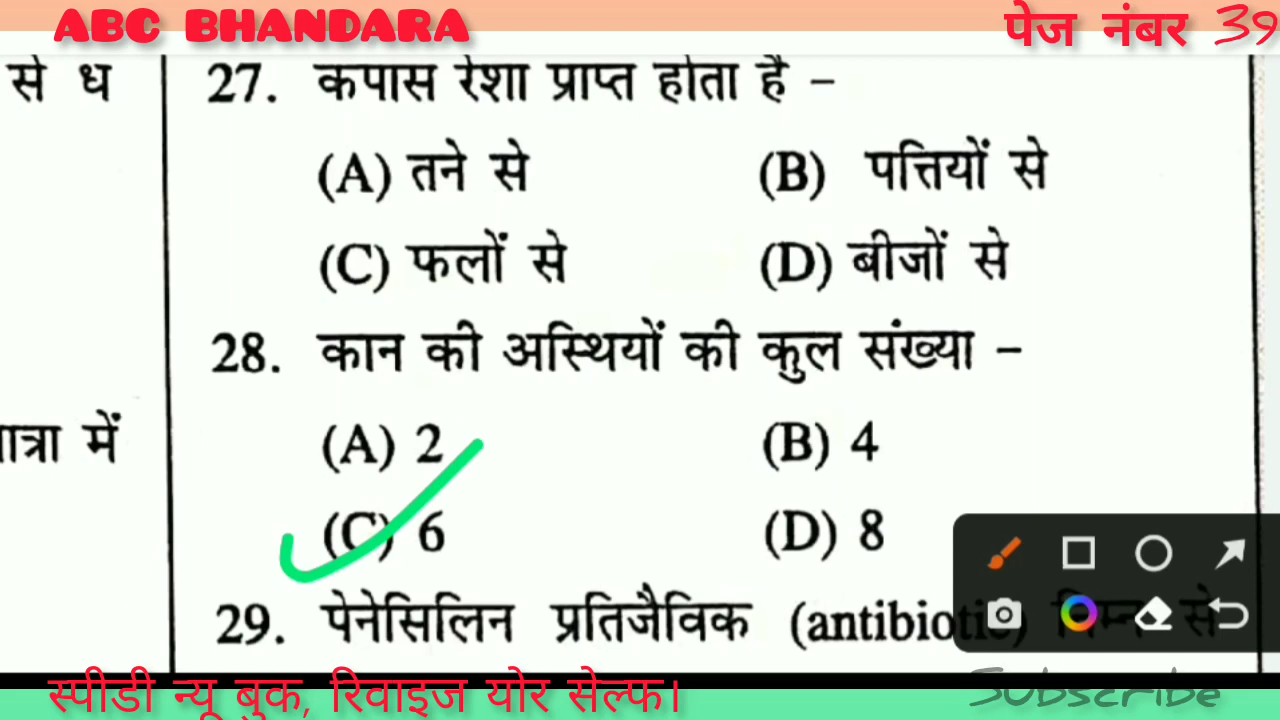 ABC BHANDARA
पेज नंबर 39
से ध
27. कपास रेशा प्राप्त होता है –
(A) तने से (B) पत्तियों से
(C) फलों से (D) बीजों से
28. कान की अस्थियों की कुल संख्या –
(A) 2 (B) 4
ात्रा में
(C) 6 (D) 8
29. पेनेसिलिन प्रतिजैविक (antibiotic) निम्न से
स्पीडी न्यू बुक, रिवाइज योर सेल्फ।
Subscribe